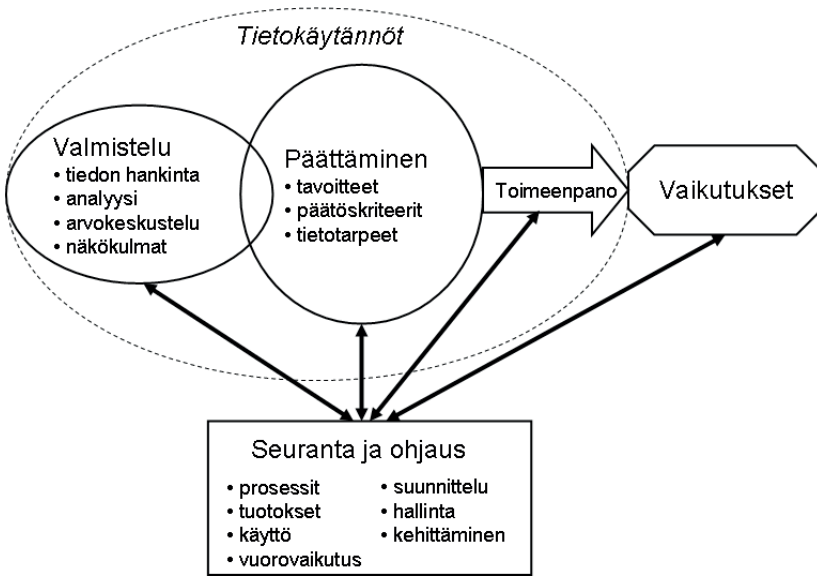 Tietokäytännöt
Valmistelu
• tiedon hankinta
• analyysi
• arvokeskustelu
• näkökulmat
Päättäminen
• tavoitteet
• päätöskriteerit
• tietotarpeet
Toimeenpano
Vaikutukset
Seuranta ja ohjaus
• prosessit
• tuotokset
• käyttö
• vuorovaikutus
• suunnittelu
• hallinta
• kehittäminen